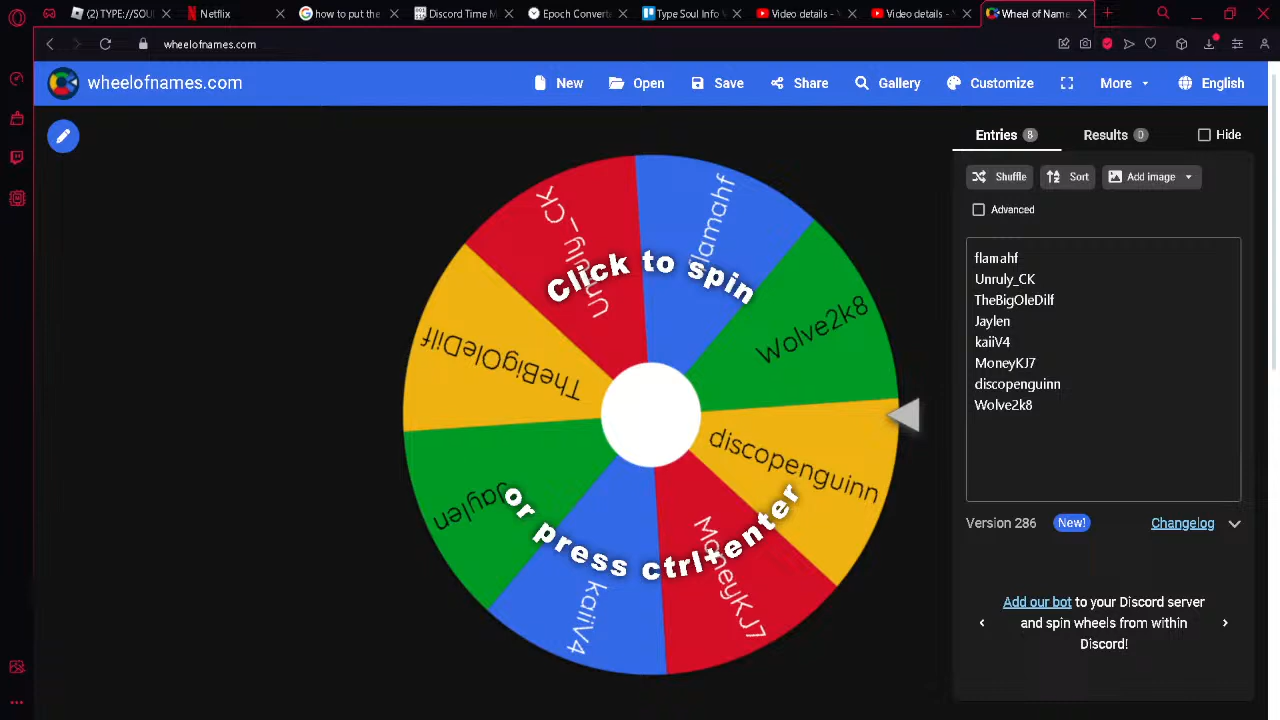 (2) TYPE://SOUL
Netflix
how to put the
Discord Time M
Epoch Convert
Type Soul Info
Video details -
Video details -
Wheel of Name
wheelofnames.com
wheelofnames.com
New
Open
Save
Share
Gallery
Customize
More
English
Entries 8
Results 0
Hide
Shuffle
Sort
Add image
Advanced
flamahf
Unruly_CK
TheBigOleDilf
Jaylen
kaiiV4
MoneyKJ7
discopenguinn
Wolve2k8
Version 286
New!
Changelog
Add our bot to your Discord server
and spin wheels from within
Discord!
flamahf
Unruly_CK
TheBigOleDilf
Jaylen
kaiiV4
MoneyKJ7
discopenguinn
Wolve2k8
Click to spin
or press ctrl+enter